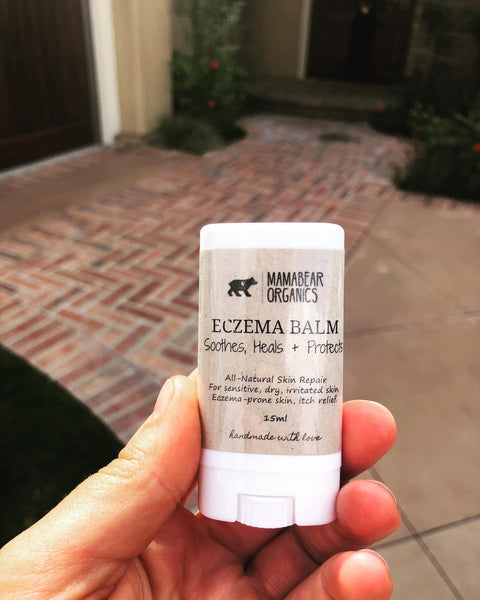 MAMABEAR
ORGANICS
ECZEMA BALM
Soothes, Heals + Protects
All-Natural Skin Repair
For sensitive, dry, irritated skin.
Eczema-prone skin, itch relief.
15ml
handmade with love